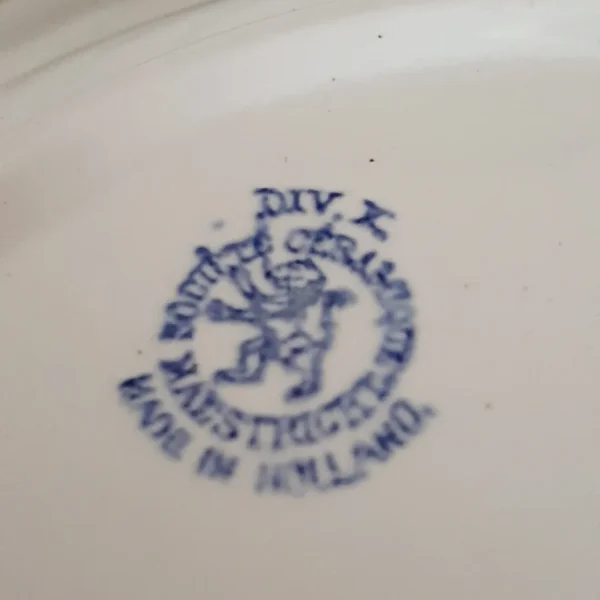 DIV. X.
SOCIÉTÉ CÉRAMIQUE
MAESTRICHT
MADE IN HOLLAND.